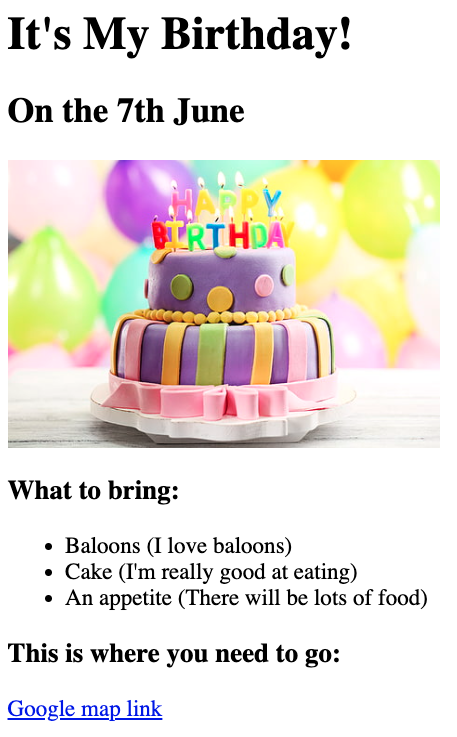 It's My Birthday!
On the 7th June
HAPPY
BIRTHDAY
What to bring:
Baloons (I love baloons)
Cake (I'm really good at eating)
An appetite (There will be lots of food)
This is where you need to go:
Google map link